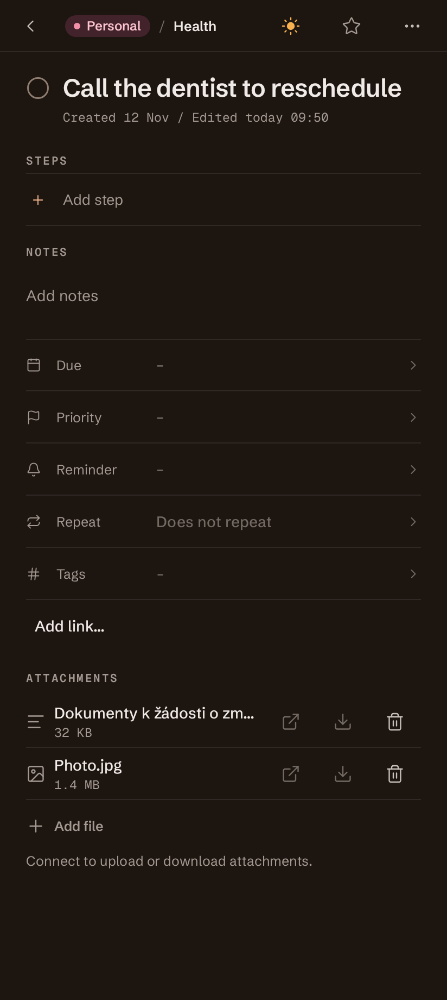 Personal / Health
Call the dentist to reschedule
Created 12 Nov / Edited today 09:50
STEPS
+ Add step
NOTES
Add notes
Due –
Priority –
Reminder –
Repeat Does not repeat
Tags –
Add link...
ATTACHMENTS
Dokumenty k žádosti o zm...
32 KB
Photo.jpg
1.4 MB
+ Add file
Connect to upload or download attachments.